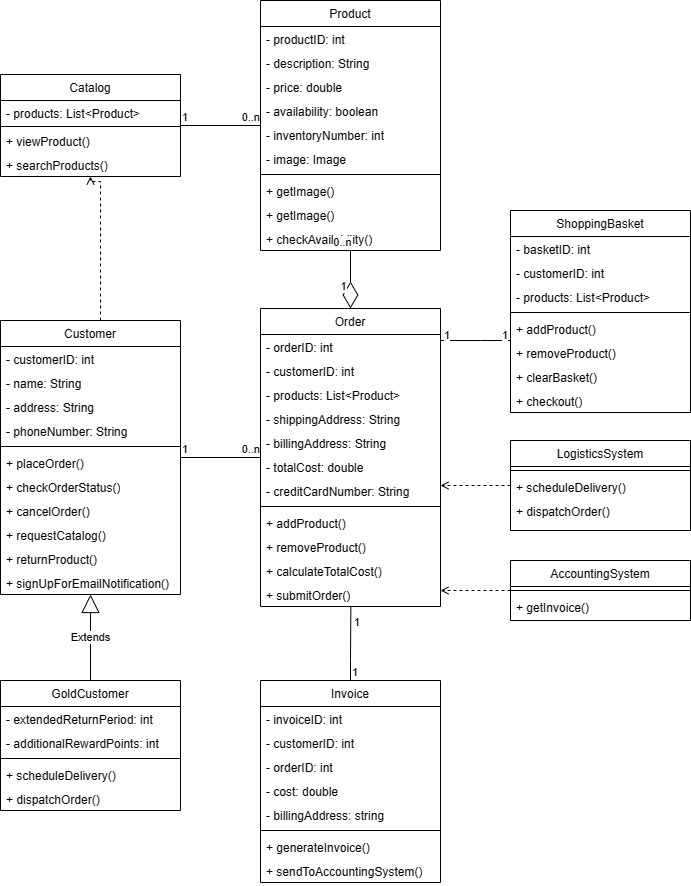 Product
- productID: int
- description: String
- price: double
- availability: boolean
- inventoryNumber: int
- image: Image
+ getImage()
+ getImage()
+ checkAvailability()
0..n
1
Catalog
- products: List<Product>
+ viewProduct()
+ searchProducts()
1
0..n
ShoppingBasket
- basketID: int
- customerID: int
- products: List<Product>
+ addProduct()
+ removeProduct()
+ clearBasket()
+ checkout()
Customer
- customerID: int
- name: String
- address: String
- phoneNumber: String
+ placeOrder()
+ checkOrderStatus()
+ cancelOrder()
+ requestCatalog()
+ returnProduct()
+ signUpForEmailNotification()
1
0..n
Order
- orderID: int
- customerID: int
- products: List<Product>
- shippingAddress: String
- billingAddress: String
- totalCost: double
- creditCardNumber: String
+ addProduct()
+ removeProduct()
+ calculateTotalCost()
+ submitOrder()
1
1
LogisticsSystem
+ scheduleDelivery()
+ dispatchOrder()
AccountingSystem
+ getInvoice()
Extends
1
1
GoldCustomer
- extendedReturnPeriod: int
- additionalRewardPoints: int
+ scheduleDelivery()
+ dispatchOrder()
Invoice
- invoiceID: int
- customerID: int
- orderID: int
- cost: double
- billingAddress: string
+ generateInvoice()
+ sendToAccountingSystem()